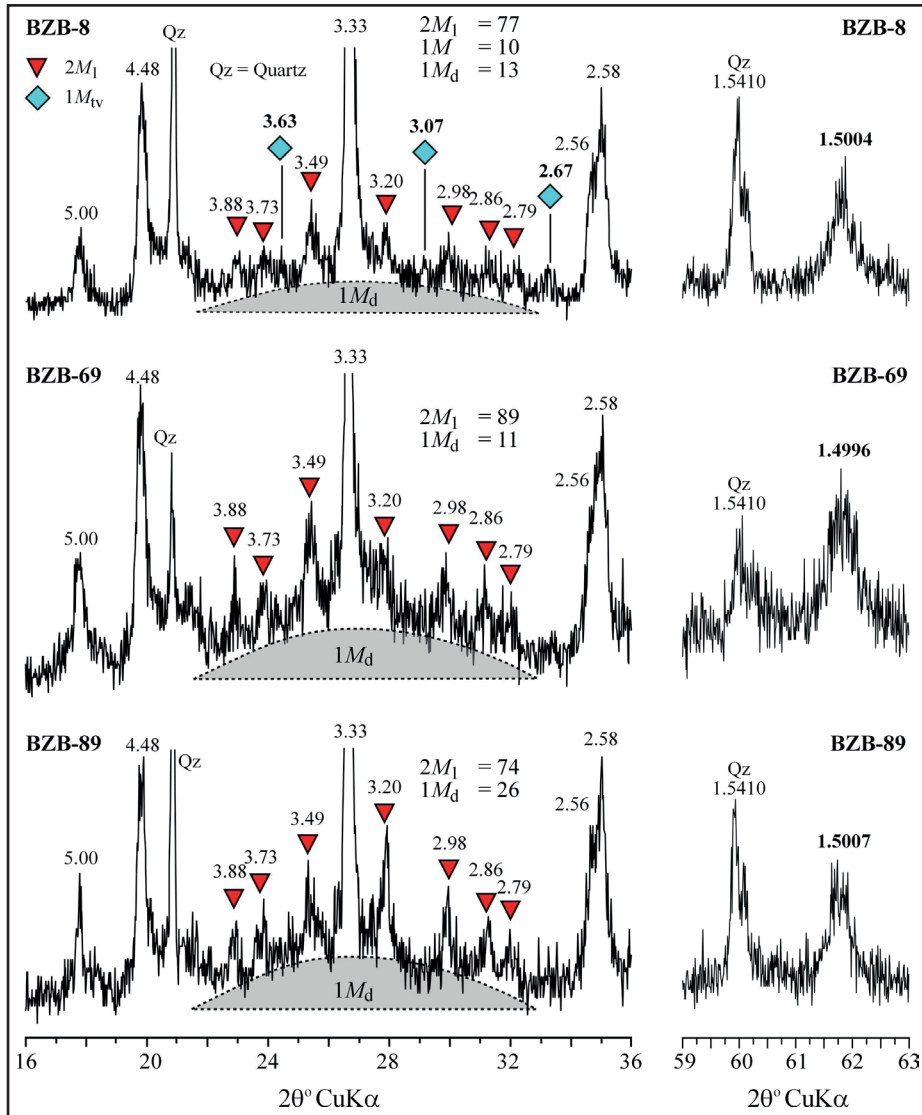 BZB-8
Qz
3.33
2M1 = 77
1M = 10
1Md = 13
BZB-8
2M1
1Mtv
4.48
Qz = Quartz
3.63
3.07
2.58
Qz
1.5410
3.49
2.67
2.56
1.5004
5.00
3.88
3.73
3.20
2.98
2.86
2.79
1Md
BZB-69
4.48
3.33
BZB-69
Qz
2M1 = 89
1Md = 11
2.58
1.4996
3.49
3.20
2.56
Qz
1.5410
5.00
3.88
3.73
2.98
2.86
2.79
1Md
BZB-89
4.48
Qz
3.33
2M1 = 74
1Md = 26
2.58
BZB-89
3.20
2.56
Qz
1.5410
5.00
3.88
3.73
3.49
2.98
2.86
2.79
1.5007
1Md
16 20 24 28 32 36
59 60 61 62 63
2θ° CuKα
2θ° CuKα